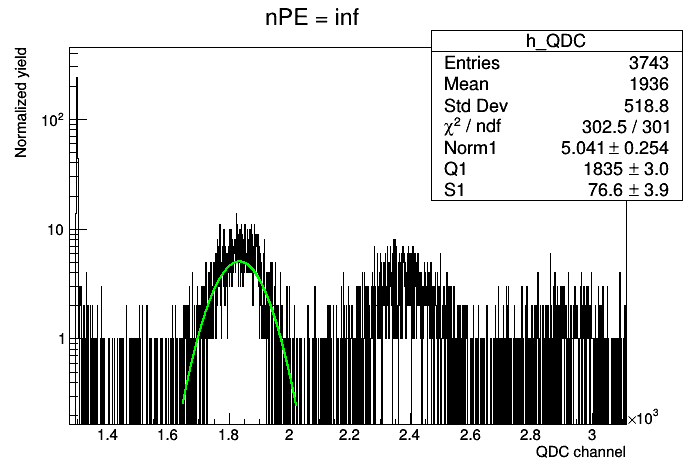 nPE = inf
h_QDC
Entries 3743
Mean 1936
Std Dev 518.8
χ² / ndf 302.5 / 301
Norm1 5.041 ± 0.254
Q1 1835 ± 3.0
S1 76.6 ± 3.9
Normalized yield
10²
10
1
1.4 1.6 1.8 2 2.2 2.4 2.6 2.8 3
×10³
QDC channel